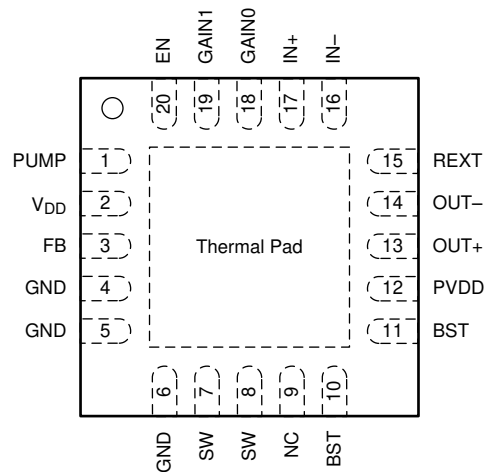 EN
GAIN1
GAIN0
IN+
IN–
20
19
18
17
16
PUMP 1
15 REXT
VDD 2
14 OUT–
FB 3
Thermal Pad
13 OUT+
GND 4
12 PVDD
GND 5
11 BST
6
7
8
9
10
GND
SW
SW
NC
BST